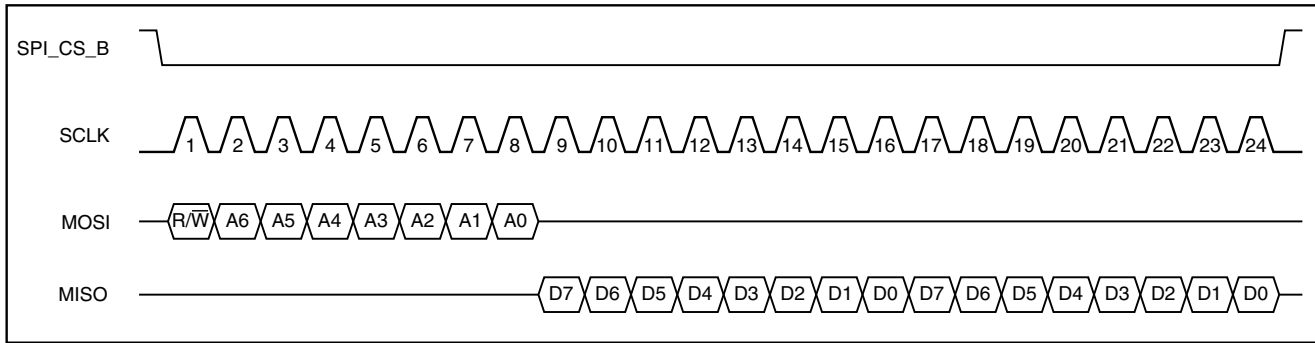 SPI_CS_B
SCLK 1 2 3 4 5 6 7 8 9 10 11 12 13 14 15 16 17 18 19 20 21 22 23 24
MOSI R/W̅ A6 A5 A4 A3 A2 A1 A0
MISO D7 D6 D5 D4 D3 D2 D1 D0 D7 D6 D5 D4 D3 D2 D1 D0